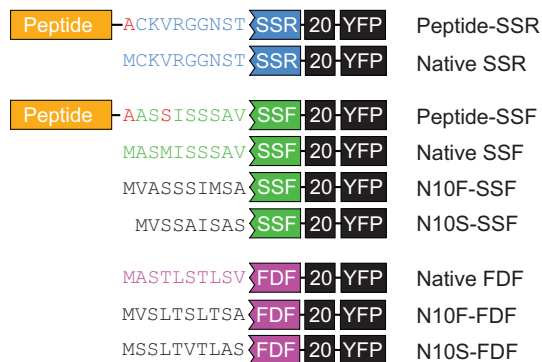 Peptide -ACKVRGGNST SSR 20 YFP Peptide-SSR
MCKVRGGNST SSR 20 YFP Native SSR
Peptide -AASSISSSAV SSF 20 YFP Peptide-SSF
MASMISSSAV SSF 20 YFP Native SSF
MVASSSIMSA SSF 20 YFP N10F-SSF
MVSSAISAS SSF 20 YFP N10S-SSF
MASTLSTLSV FDF 20 YFP Native FDF
MVSLTSLTSA FDF 20 YFP N10F-FDF
MSSLTVTLAS FDF 20 YFP N10S-FDF